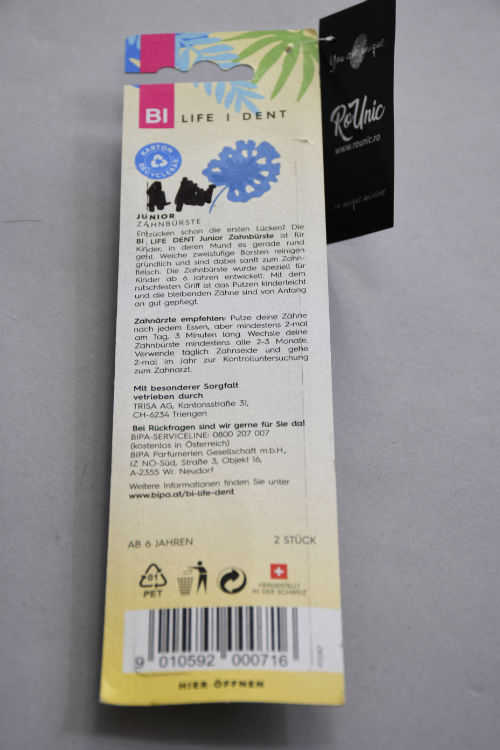 BI LIFE I DENT
KARTON
RECYCLEBAR
JUNIOR
ZAHNBÜRSTE
Entzücken schon die ersten Lücken? Die
BI LIFE DENT Junior Zahnbürste ist für
Kinder, in deren Mund es gerade rund
geht. Weiche zweistufige Borsten reinigen
gründlich und sind dabei sanft zum Zahn-
fleisch. Die Zahnbürste wurde speziell für
Kinder ab 6 Jahren entwickelt: Mit dem
rutschfesten Griff ist das Putzen kinderleicht
und die bleibenden Zähne sind von Anfang
an gut gepflegt.
Zahnärzte empfehlen: Putze deine Zähne
nach jedem Essen, aber mindestens 2-mal
am Tag, 3 Minuten lang. Wechsle deine
Zahnbürste mindestens alle 2–3 Monate.
Verwende täglich Zahnseide und gehe
2-mal im Jahr zur Kontrolluntersuchung
zum Zahnarzt.
Mit besonderer Sorgfalt
vertrieben durch
TRISA AG, Kantonsstraße 31,
CH-6234 Triengen
Bei Rückfragen sind wir gerne für Sie da!
BIPA-SERVICELINE: 0800 207 007
(kostenlos in Österreich)
BIPA Parfumerien Gesellschaft m.b.H.,
IZ NÖ-Süd, Straße 3, Objekt 16,
A-2355 Wr. Neudorf
Weitere Informationen finden Sie unter
www.bipa.at/bi-life-dent
AB 6 JAHREN 2 STÜCK
01
PET
HERGESTELLT
IN DER SCHWEIZ
9 010592 000716
HIER ÖFFNEN
You are unique
RoUnic
www.rounic.ro